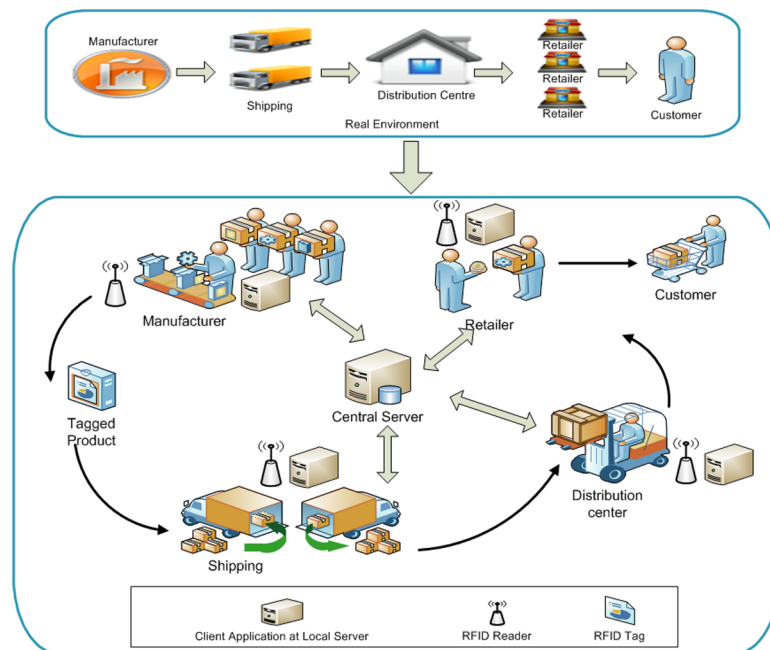 Manufacturer
Shipping
Distribution Centre
Retailer
Retailer
Retailer
Customer
Real Environment
Manufacturer
Retailer
Customer
Tagged
Product
Central Server
Shipping
Distribution
center
Client Application at Local Server
RFID Reader
RFID Tag